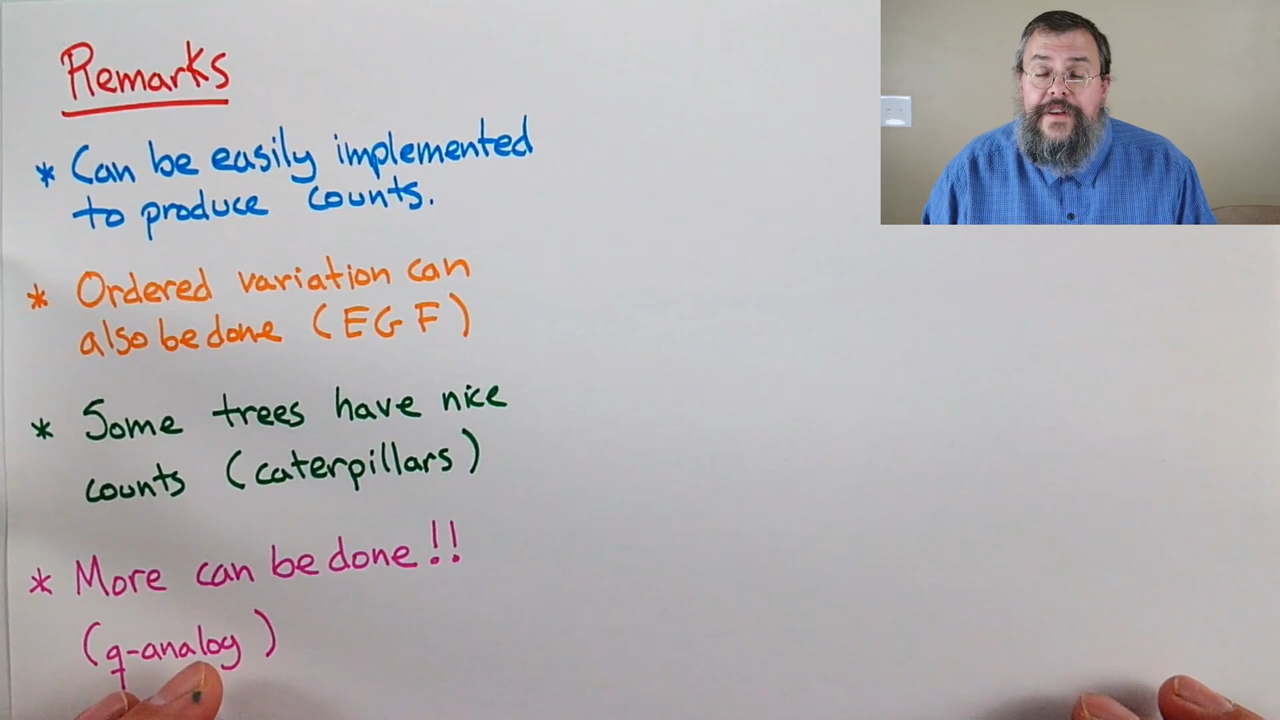 Remarks
* Can be easily implemented
to produce counts.
* Ordered variation can
also be done (EGF)
* Some trees have nice
counts (caterpillars)
* More can be done!!
(q-analog)